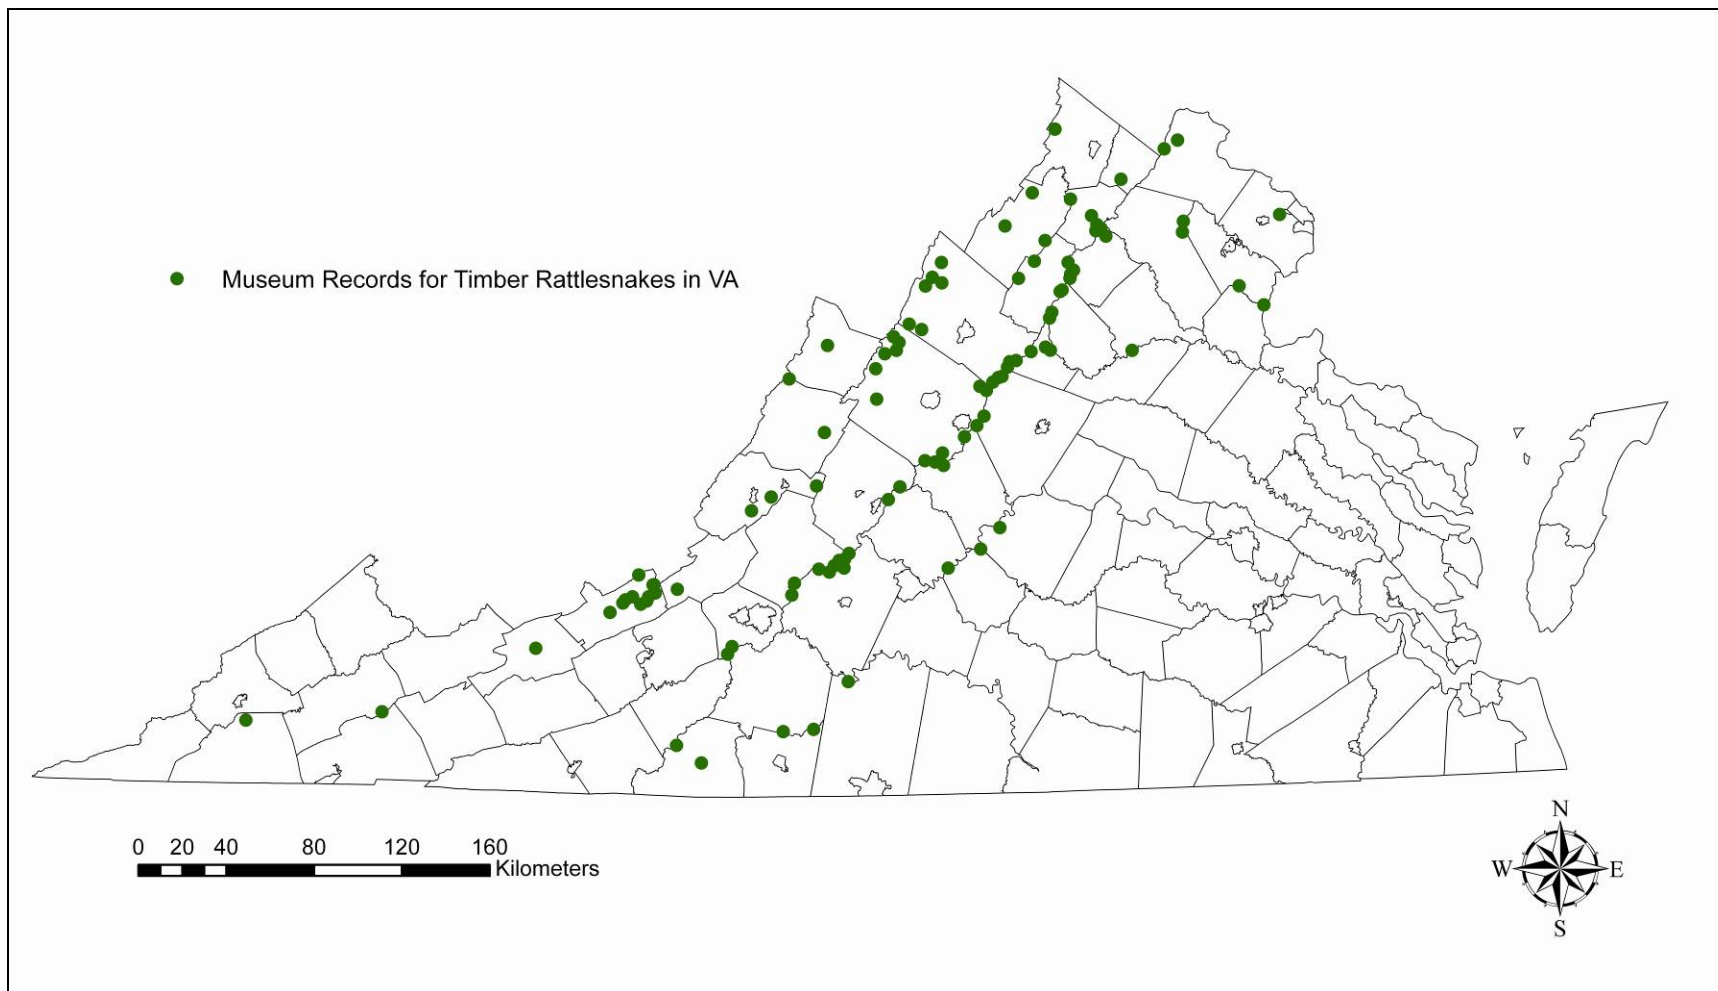 Museum Records for Timber Rattlesnakes in VA
0 20 40 80 120 160
Kilometers
N
W E
S